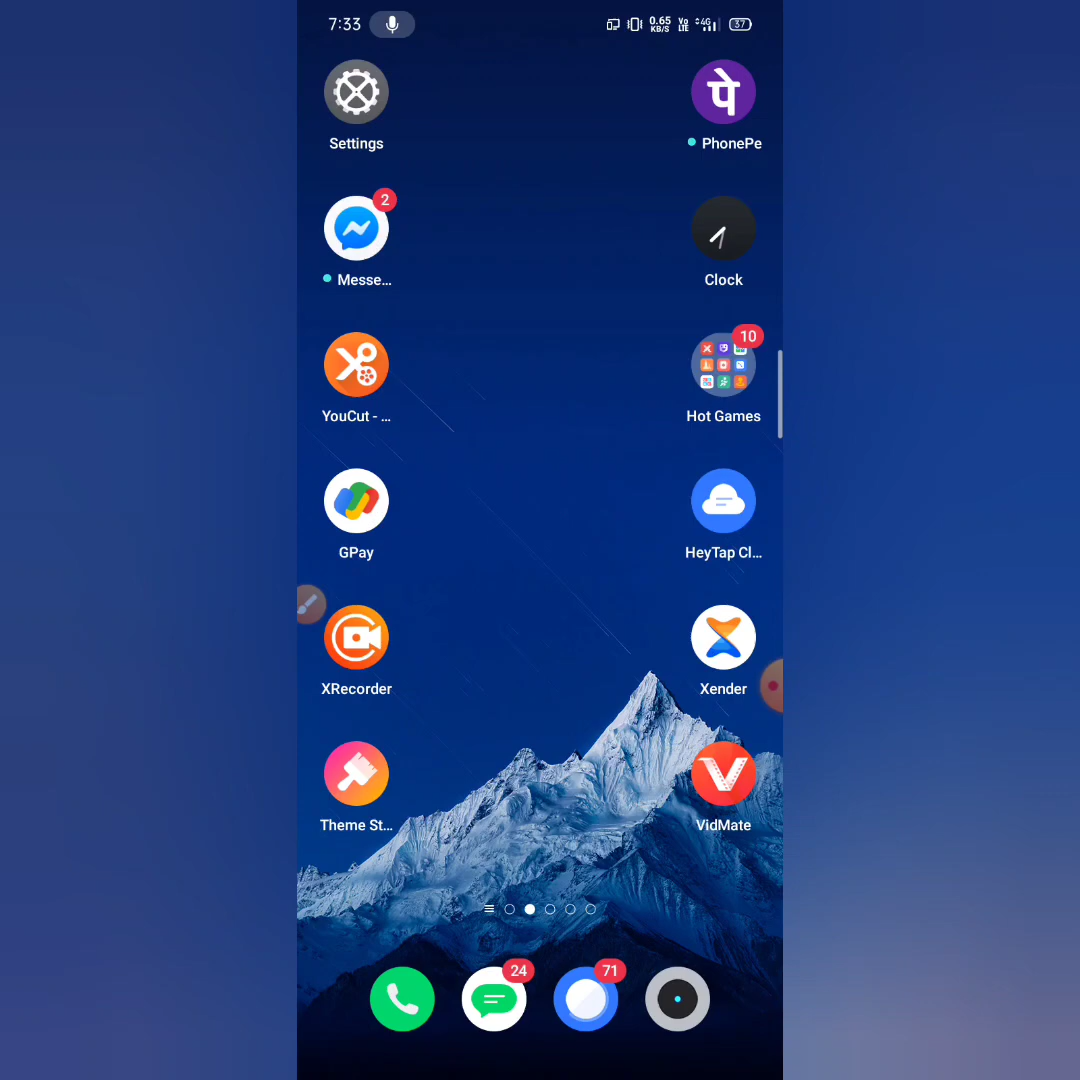 7:33 0.65 KB/S Vo LTE 4G 37
पे
Settings PhonePe
2
Messe... Clock
10
YouCut - ... Hot Games
GPay HeyTap Cl...
XRecorder Xender
Theme St... VidMate
24 71